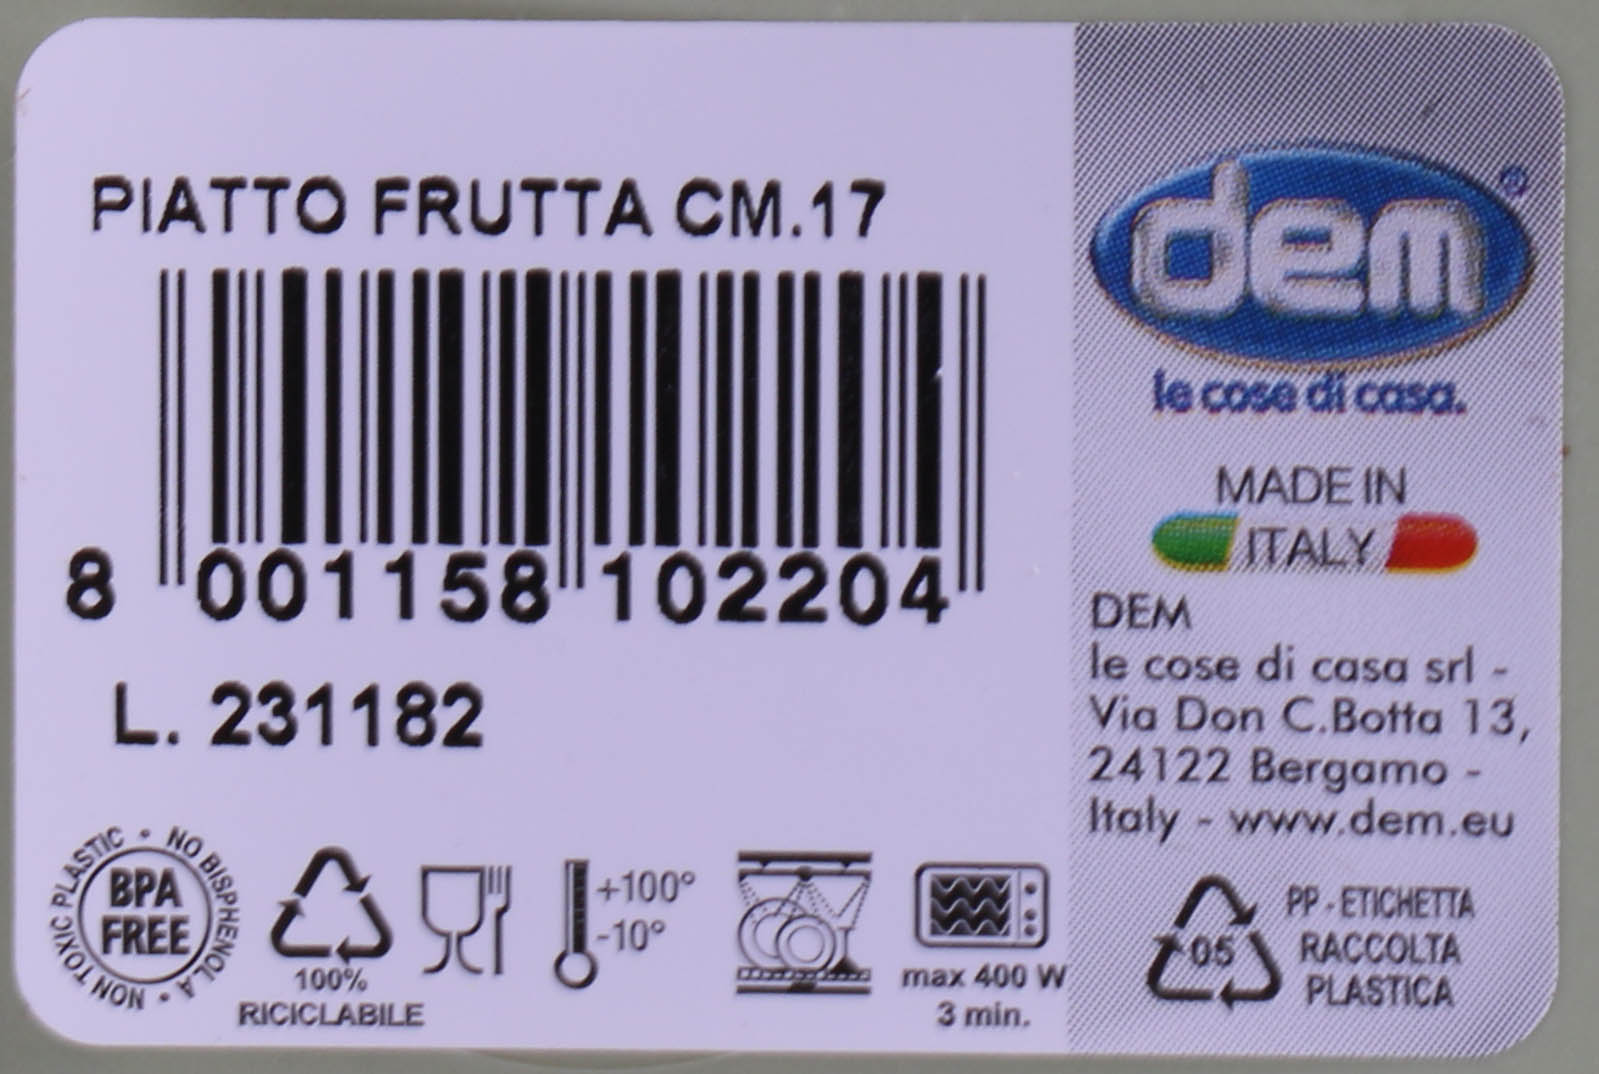 PIATTO FRUTTA CM.17
8 001158 102204
L. 231182
NON TOXIC PLASTIC • NO BISPHENOL A •
BPA
FREE
100%
RICICLABILE
+100°
-10°
max 400 W
3 min.
dem®
le cose di casa.
MADE IN
ITALY
DEM
le cose di casa srl -
Via Don C.Botta 13,
24122 Bergamo -
Italy - www.dem.eu
05
PP - ETICHETTA
RACCOLTA
PLASTICA